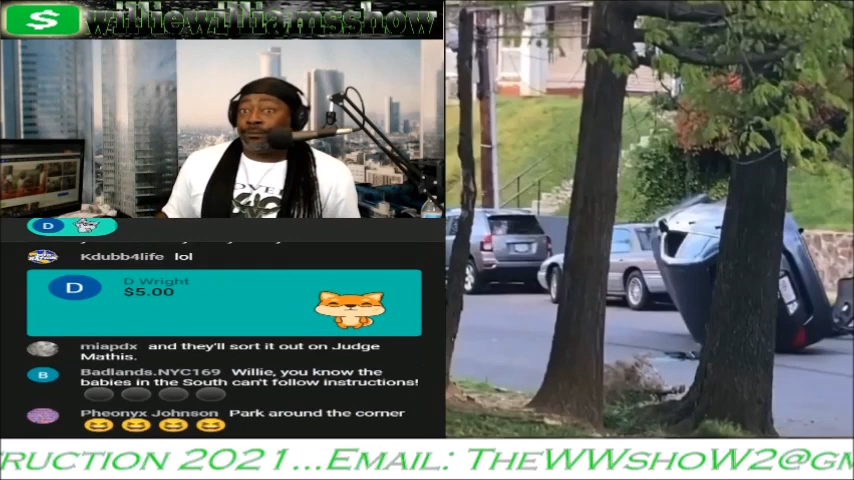 $ williewilliamsshow
D
Kdubb4life lol
D D Wright
$5.00
miapdx and they'll sort it out on Judge
Mathis.
B Badlands.NYC169 Willie, you know the
babies in the South can't follow instructions!
Pheonyx Johnson Park around the corner
RUCTION 2021...EMAIL: THEWWSHOW2@GM